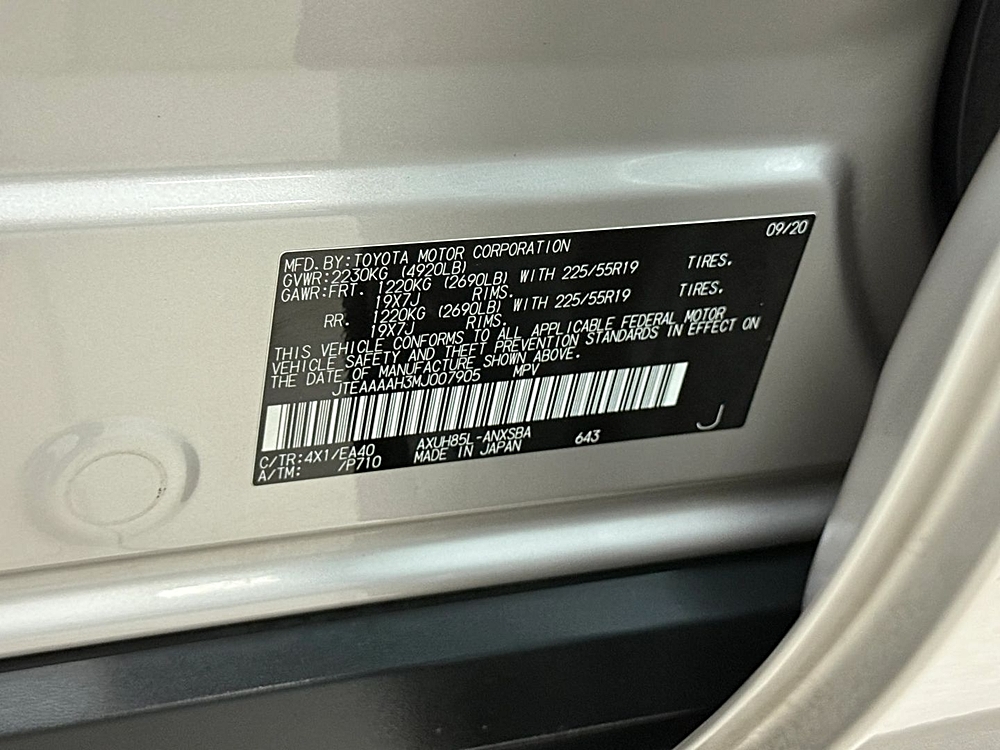 09/20
MFD. BY: TOYOTA MOTOR CORPORATION
GVWR: 2230KG (4920LB)
GAWR: FRT. 1220KG (2690LB) WITH 225/55R19 TIRES.
19X7J RIMS.
RR. 1220KG (2690LB) WITH 225/55R19 TIRES.
19X7J RIMS.
THIS VEHICLE CONFORMS TO ALL APPLICABLE FEDERAL MOTOR
VEHICLE SAFETY AND THEFT PREVENTION STANDARDS IN EFFECT ON
THE DATE OF MANUFACTURE SHOWN ABOVE.
JTEAAAAH3MJ007905 MPV
C/TR: 4X1/EA40 AXUH85L-ANXSBA 643
A/TM: /P710 MADE IN JAPAN
J